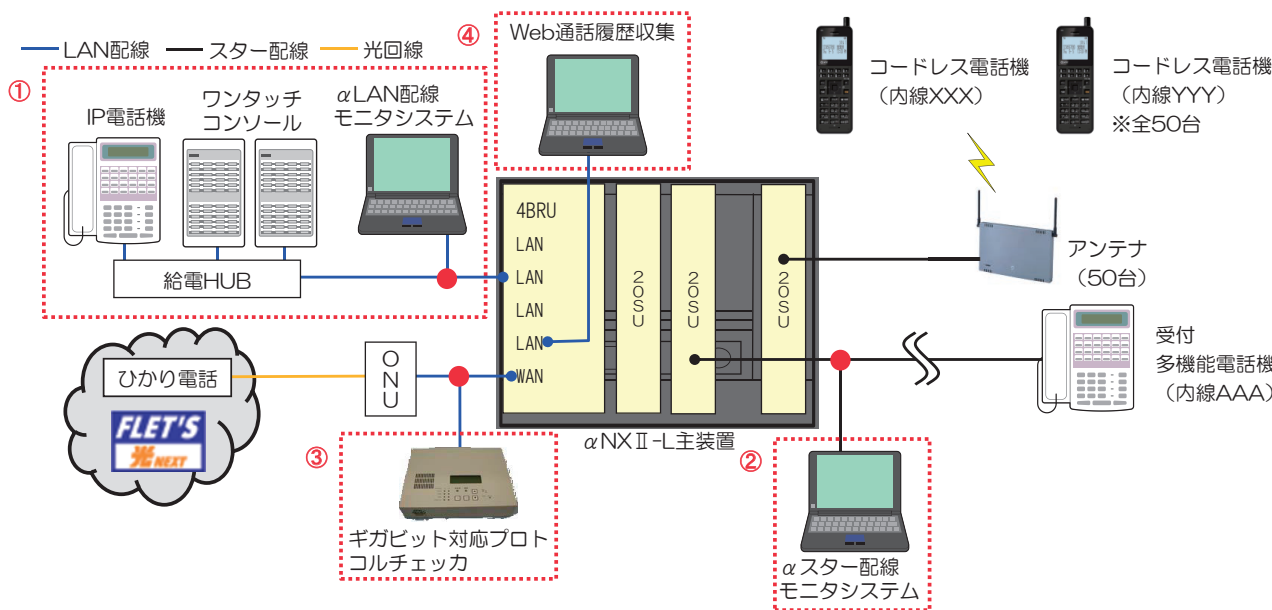 LAN配線
スター配線
光回線
①
IP電話機
ワンタッチ
コンソール
αLAN配線
モニタシステム
給電HUB
④
Web通話履歴収集
コードレス電話機
（内線XXX）
コードレス電話機
（内線YYY）
※全50台
アンテナ
（50台）
4BRU
LAN
LAN
LAN
LAN
WAN
20SU
20SU
20SU
αNXⅡ-L主装置
受付
多機能電話機
（内線AAA）
ひかり電話
FLET'S
光NEXT
ONU
③
ギガビット対応プロト
コルチェッカ
②
αスター配線
モニタシステム